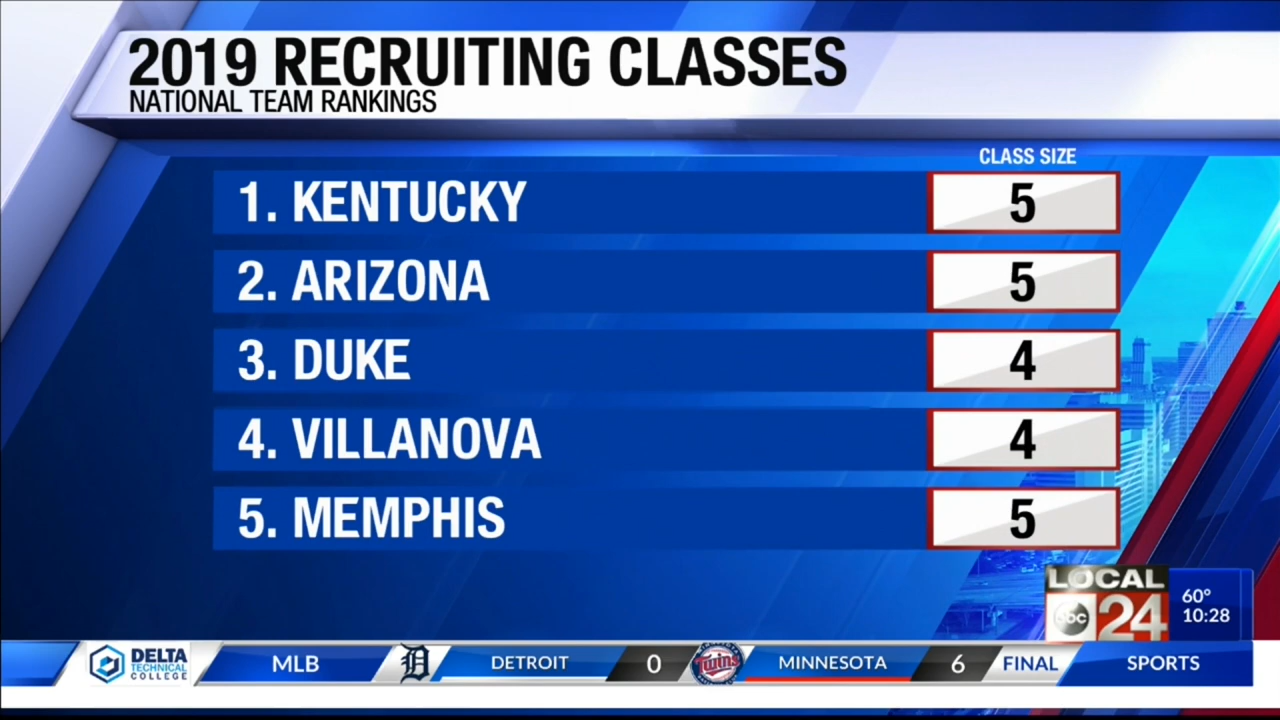 2019 RECRUITING CLASSES
NATIONAL TEAM RANKINGS
CLASS SIZE
1. KENTUCKY 5
2. ARIZONA 5
3. DUKE 4
4. VILLANOVA 4
5. MEMPHIS 5
LOCAL
abc 24
60°
10:28
DELTA
TECHNICAL
COLLEGE
MLB D DETROIT 0 Twins MINNESOTA 6 FINAL SPORTS